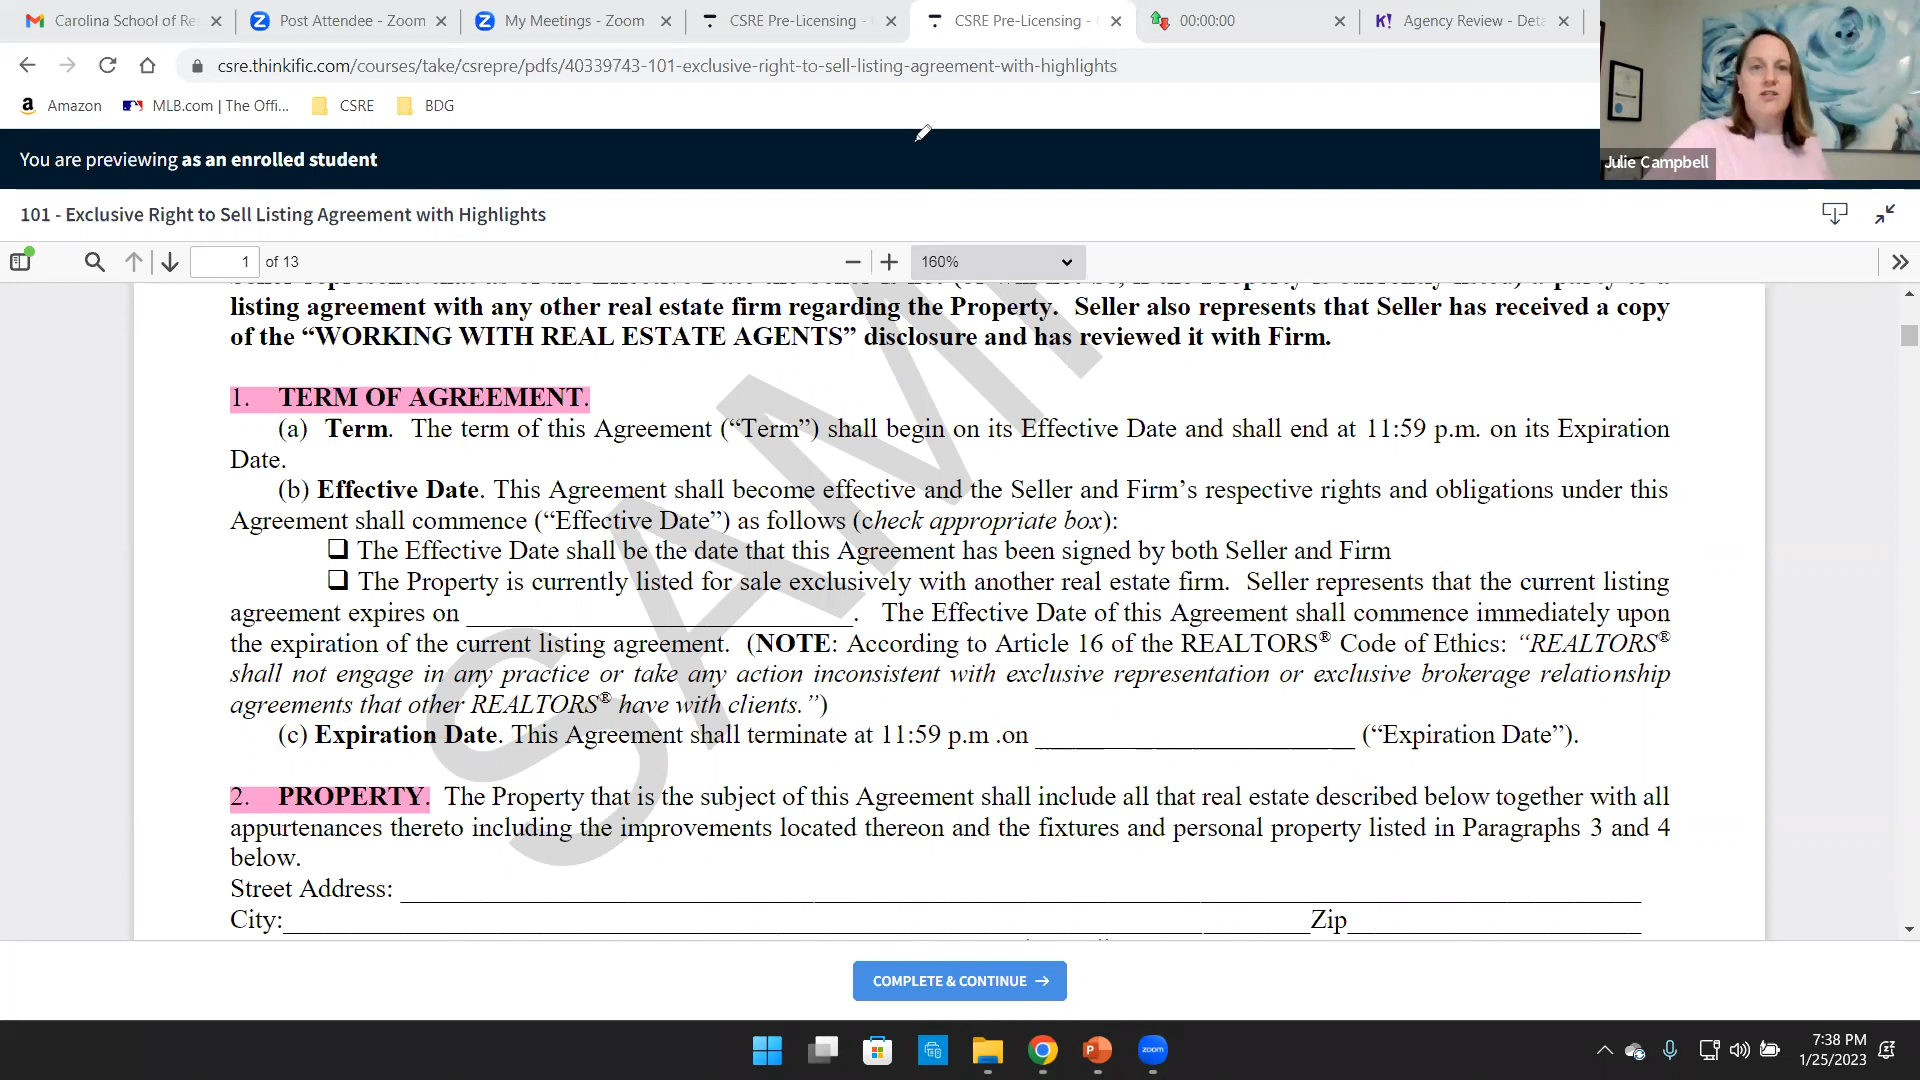 Carolina School of Re
Post Attendee - Zoom
My Meetings - Zoom
CSRE Pre-Licensing -
CSRE Pre-Licensing -
00:00:00
K! Agency Review - Deta
csre.thinkific.com/courses/take/csrepre/pdfs/40339743-101-exclusive-right-to-sell-listing-agreement-with-highlights
Amazon
MLB.com | The Offi...
CSRE
BDG
Julie Campbell
You are previewing as an enrolled student
101 - Exclusive Right to Sell Listing Agreement with Highlights
1 of 13
160%
listing agreement with any other real estate firm regarding the Property. Seller also represents that Seller has received a copy
of the “WORKING WITH REAL ESTATE AGENTS” disclosure and has reviewed it with Firm.
1. TERM OF AGREEMENT.
(a) Term. The term of this Agreement (“Term”) shall begin on its Effective Date and shall end at 11:59 p.m. on its Expiration
Date.
(b) Effective Date. This Agreement shall become effective and the Seller and Firm’s respective rights and obligations under this
Agreement shall commence (“Effective Date”) as follows (check appropriate box):
❑ The Effective Date shall be the date that this Agreement has been signed by both Seller and Firm
❑ The Property is currently listed for sale exclusively with another real estate firm. Seller represents that the current listing
agreement expires on ____________________________. The Effective Date of this Agreement shall commence immediately upon
the expiration of the current listing agreement. (NOTE: According to Article 16 of the REALTORS® Code of Ethics: “REALTORS®
shall not engage in any practice or take any action inconsistent with exclusive representation or exclusive brokerage relationship
agreements that other REALTORS® have with clients.”)
(c) Expiration Date. This Agreement shall terminate at 11:59 p.m .on ________________________ (“Expiration Date”).
2. PROPERTY. The Property that is the subject of this Agreement shall include all that real estate described below together with all
appurtenances thereto including the improvements located thereon and the fixtures and personal property listed in Paragraphs 3 and 4
below.
Street Address: ____________________
City:____________________Zip____________________
COMPLETE & CONTINUE →
zoom
7:38 PM
1/25/2023